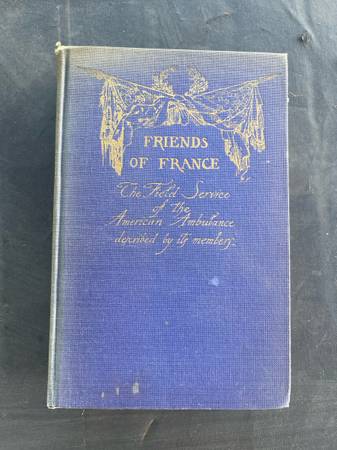 FRIENDS
OF FRANCE
The Field Service
of the
American Ambulance
described by its members.